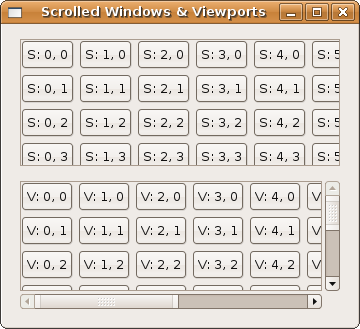 Scrolled Windows & Viewports
S: 0, 0 S: 1, 0 S: 2, 0 S: 3, 0 S: 4, 0 S: 5
S: 0, 1 S: 1, 1 S: 2, 1 S: 3, 1 S: 4, 1 S: 5
S: 0, 2 S: 1, 2 S: 2, 2 S: 3, 2 S: 4, 2 S: 5
S: 0, 3 S: 1, 3 S: 2, 3 S: 3, 3 S: 4, 3 S: 5
V: 0, 0 V: 1, 0 V: 2, 0 V: 3, 0 V: 4, 0 V
V: 0, 1 V: 1, 1 V: 2, 1 V: 3, 1 V: 4, 1 V
V: 0, 2 V: 1, 2 V: 2, 2 V: 3, 2 V: 4, 2 V